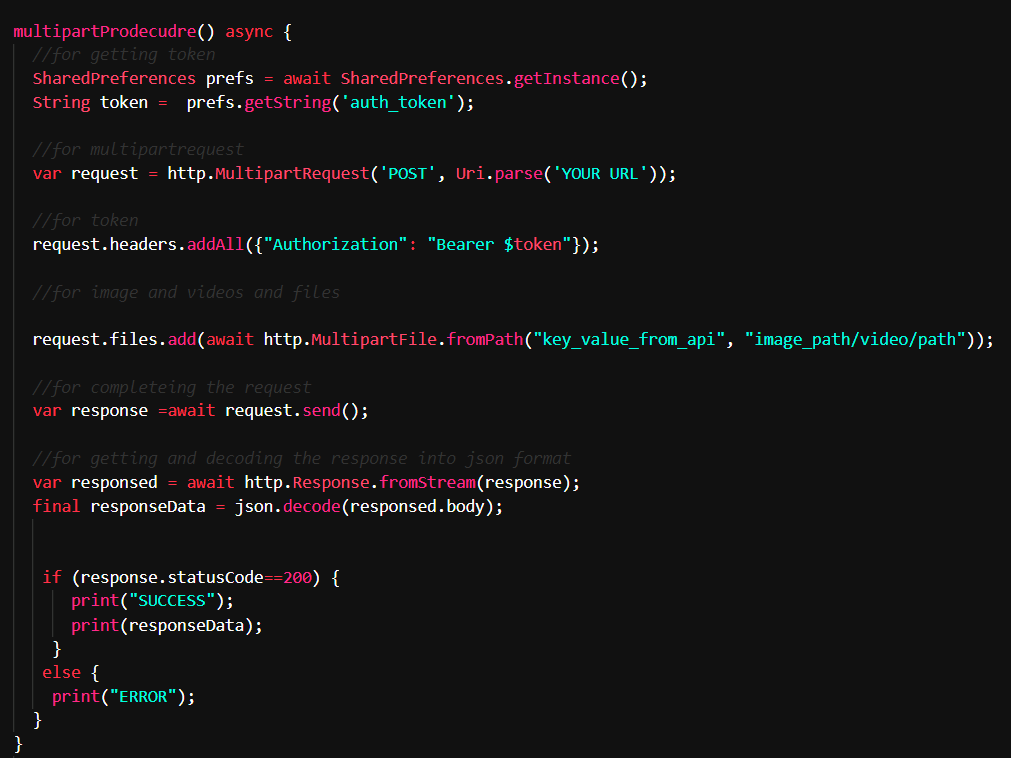 multipartProdecudre() async {
//for getting token
SharedPreferences prefs = await SharedPreferences.getInstance();
String token =  prefs.getString('auth_token');
//for multipartrequest
var request = http.MultipartRequest('POST', Uri.parse('YOUR URL'));
//for token
request.headers.addAll({"Authorization": "Bearer $token"});
//for image and videos and files
request.files.add(await http.MultipartFile.fromPath("key_value_from_api", "image_path/video/path"));
//for completeing the request
var response =await request.send();
//for getting and decoding the response into json format
var responsed = await http.Response.fromStream(response);
final responseData = json.decode(responsed.body);
if (response.statusCode==200) {
print("SUCCESS");
print(responseData);
}
else {
print("ERROR");
}
}